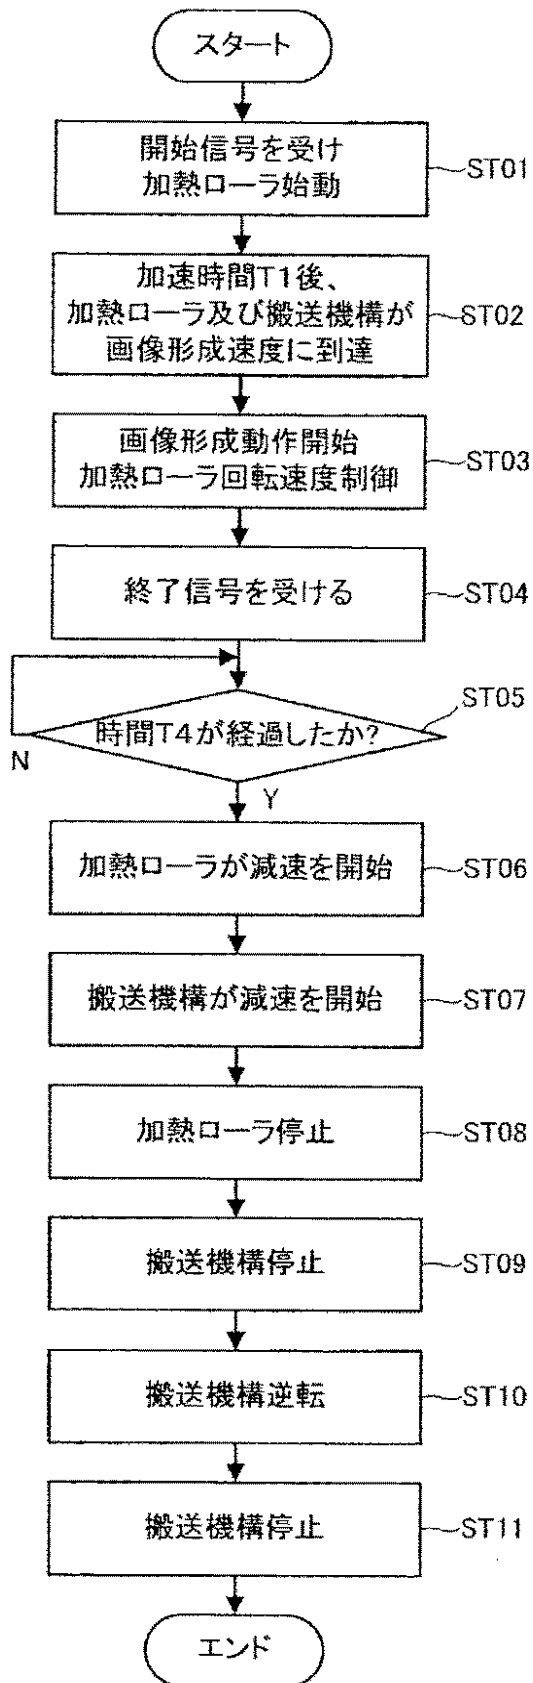 スタート
開始信号を受け
加熱ローラ始動
ST01
加速時間T1後、
加熱ローラ及び搬送機構が
画像形成速度に到達
ST02
画像形成動作開始
加熱ローラ回転速度制御
ST03
終了信号を受ける
ST04
時間T4が経過したか?
ST05
N
Y
加熱ローラが減速を開始
ST06
搬送機構が減速を開始
ST07
加熱ローラ停止
ST08
搬送機構停止
ST09
搬送機構逆転
ST10
搬送機構停止
ST11
エンド